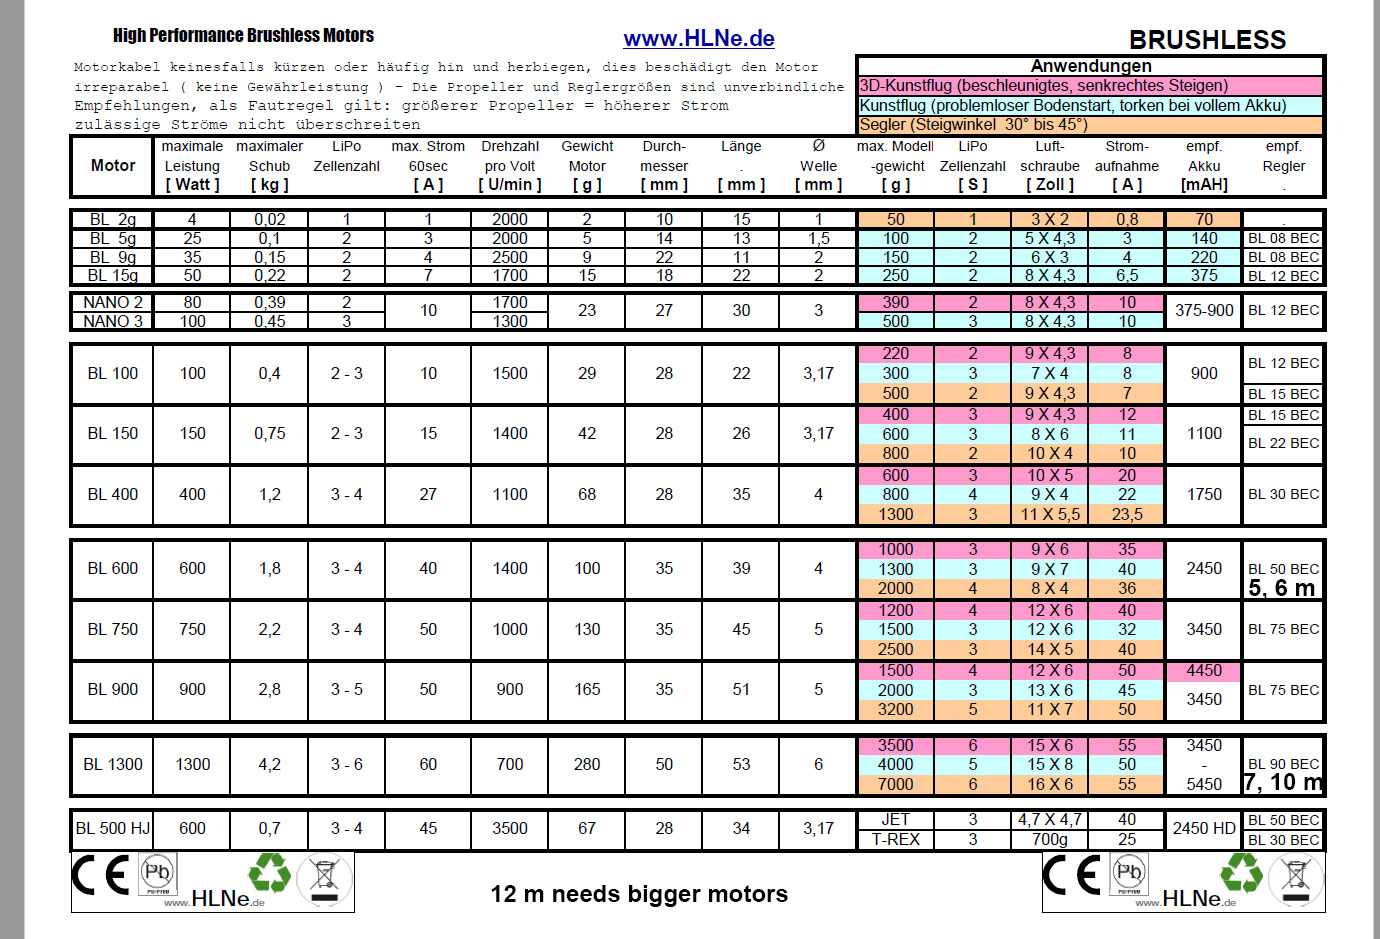 High Performance Brushless Motors
www.HLNe.de
BRUSHLESS
Motorkabel keinesfalls kürzen oder häufig hin und herbiegen, dies beschädigt den Motor
irreparabel ( keine Gewährleistung ) - Die Propeller und Reglergrößen sind unverbindliche
Empfehlungen, als Fautregel gilt: größerer Propeller = höherer Strom
zulässige Ströme nicht überschreiten
Anwendungen
3D-Kunstflug (beschleunigtes, senkrechtes Steigen)
Kunstflug (problemloser Bodenstart, torken bei vollem Akku)
Segler (Steigwinkel 30° bis 45°)
maximale maximaler LiPo max. Strom Drehzahl Gewicht Durch- Länge Ø max. Modell LiPo Luft- Strom- empf. empf.
Motor Leistung Schub Zellenzahl 60sec pro Volt Motor messer . Welle -gewicht Zellenzahl schraube aufnahme Akku Regler
[ Watt ] [ kg ] [ A ] [ U/min ] [ g ] [ mm ] [ mm ] [ mm ] [ g ] [ S ] [ Zoll ] [ A ] [mAH] .
BL 2g 4 0,02 1 1 2000 2 10 15 1 50 1 3 X 2 0,8 70 .
BL 5g 25 0,1 2 3 2000 5 14 13 1,5 100 2 5 X 4,3 3 140 BL 08 BEC
BL 9g 35 0,15 2 4 2500 9 22 11 2 150 2 6 X 3 4 220 BL 08 BEC
BL 15g 50 0,22 2 7 1700 15 18 22 2 250 2 8 X 4,3 6,5 375 BL 12 BEC
NANO 2 80 0,39 2 1700 390 2 8 X 4,3 10
10 23 27 30 3 375-900 BL 12 BEC
NANO 3 100 0,45 3 1300 500 3 8 X 4,3 10
220 2 9 X 4,3 8
BL 12 BEC
BL 100 100 0,4 2 - 3 10 1500 29 28 22 3,17 300 3 7 X 4 8 900
500 2 9 X 4,3 7 BL 15 BEC
400 3 9 X 4,3 12 BL 15 BEC
BL 150 150 0,75 2 - 3 15 1400 42 28 26 3,17 600 3 8 X 6 11 1100
BL 22 BEC
800 2 10 X 4 10
600 3 10 X 5 20
BL 400 400 1,2 3 - 4 27 1100 68 28 35 4 800 4 9 X 4 22 1750 BL 30 BEC
1300 3 11 X 5,5 23,5
1000 3 9 X 6 35
BL 600 600 1,8 3 - 4 40 1400 100 35 39 4 1300 3 9 X 7 40 2450 BL 50 BEC
2000 4 8 X 4 36 5, 6 m
1200 4 12 X 6 40
BL 750 750 2,2 3 - 4 50 1000 130 35 45 5 1500 3 12 X 6 32 3450 BL 75 BEC
2500 3 14 X 5 40
1500 4 12 X 6 50 4450
BL 900 900 2,8 3 - 5 50 900 165 35 51 5 2000 3 13 X 6 45 3450 BL 75 BEC
3200 5 11 X 7 50
3500 6 15 X 6 55 3450
BL 1300 1300 4,2 3 - 6 60 700 280 50 53 6 4000 5 15 X 8 50 - BL 90 BEC
7000 6 16 X 6 55 5450 7, 10 m
JET 3 4,7 X 4,7 40 BL 50 BEC
BL 500 HJ 600 0,7 3 - 4 45 3500 67 28 34 3,17 2450 HD
T-REX 3 700g 25 BL 30 BEC
CE Pb
www.HLNe.de
12 m needs bigger motors
CE Pb
www.HLNe.de